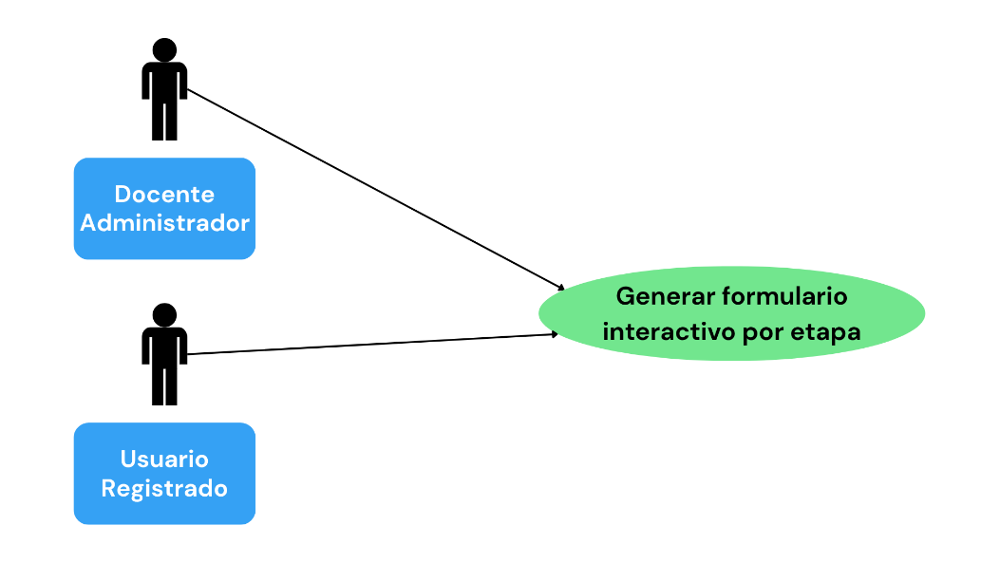 Docente
Administrador
Generar formulario
interactivo por etapa
Usuario
Registrado